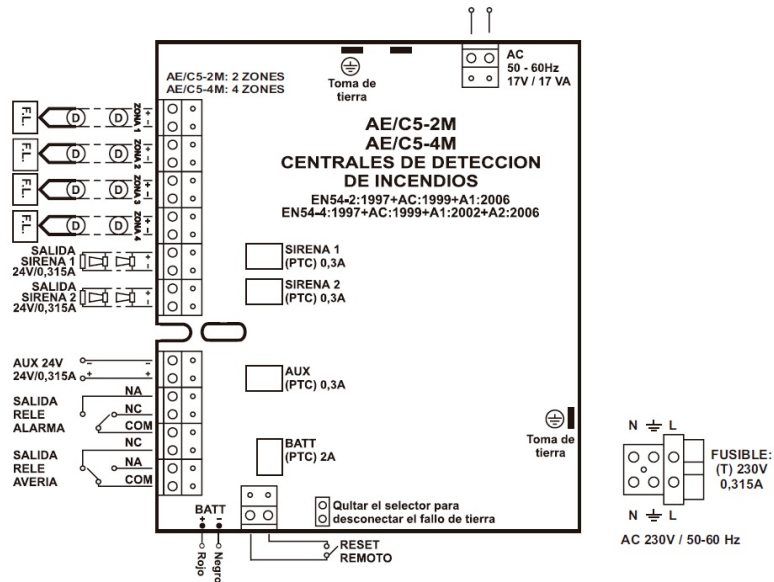 AC
50 - 60Hz
17V / 17 VA
Toma de
tierra
AE/C5-2M: 2 ZONES
AE/C5-4M: 4 ZONES
AE/C5-2M
AE/C5-4M
CENTRALES DE DETECCION
DE INCENDIOS
EN54-2:1997+AC:1999+A1:2006
EN54-4:1997+AC:1999+A1:2002+A2:2006
F.L. D D ZONA 1 + -
F.L. D D ZONA 2 + -
F.L. D D ZONA 3 + -
F.L. D D ZONA 4 + -
SALIDA
SIRENA 1
24V/0,315A
+ -
SALIDA
SIRENA 2
24V/0,315A
+ -
SIRENA 1
(PTC) 0,3A
SIRENA 2
(PTC) 0,3A
AUX 24V -
24V/0,315A +
AUX
(PTC) 0,3A
SALIDA
RELE
ALARMA
NA
NC
COM
SALIDA
RELE
AVERIA
NC
NA
COM
BATT
(PTC) 2A
Toma de
tierra
BATT
+ -
Rojo
Negro
Quitar el selector para
desconectar el fallo de tierra
RESET
REMOTO
N L
FUSIBLE:
(T) 230V
0,315A
N L
AC 230V / 50-60 Hz